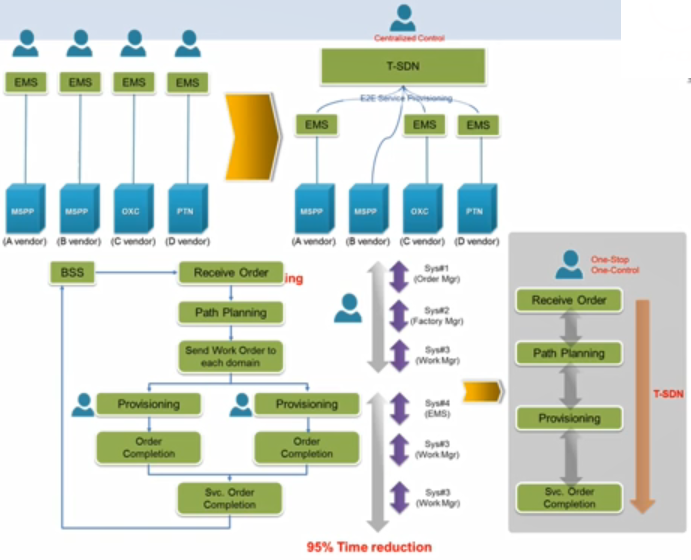 Centralized Control
T-SDN
E2E Service Provisioning
EMS
EMS
EMS
EMS
EMS
EMS
EMS
MSPP
MSPP
OXC
PTN
MSPP
MSPP
OXC
PTN
(A vendor)
(B vendor)
(C vendor)
(D vendor)
(A vendor)
(B vendor)
(C vendor)
(D vendor)
BSS
Receive Order
ing
Path Planning
Send Work Order to
each domain
Provisioning
Provisioning
Order
Completion
Order
Completion
Svc. Order
Completion
Sys#1
(Order Mgr)
Sys#2
(Factory Mgr)
Sys#3
(Work Mgr)
Sys#4
(EMS)
Sys#3
(Work Mgr)
Sys#3
(Work Mgr)
95% Time reduction
One-Stop
One-Control
Receive Order
Path Planning
Provisioning
Svc. Order
Completion
T-SDN